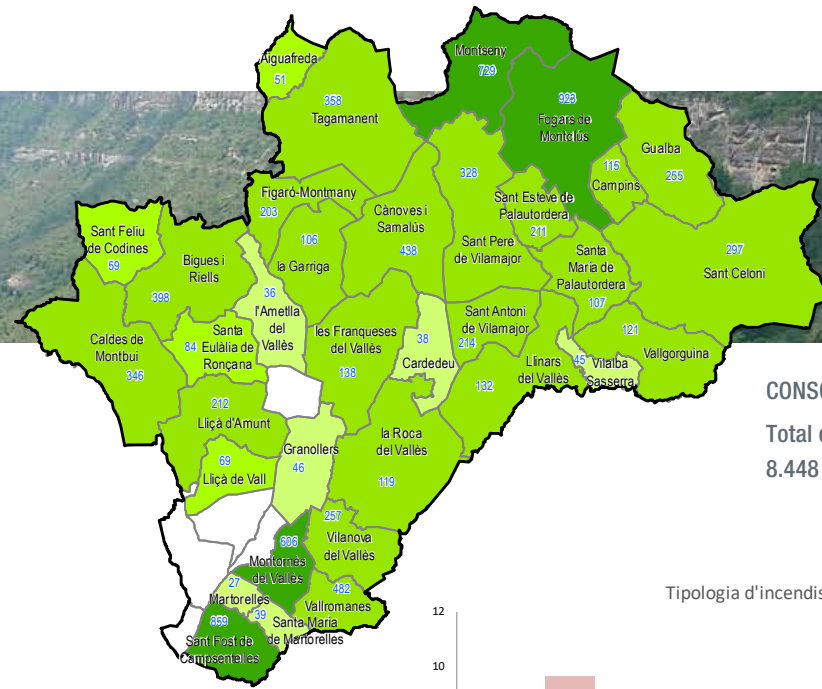 Aiguafreda
51
358
Tagamanent
Montseny
729
923
Fogars de
Montclús
Gualba
255
115
Campins
328
Sant Esteve de
Palautordera
211
Figaró-Montmany
203
Cànoves i
Samalús
438
106
la Garriga
Sant Pere
de Vilamajor
Santa
Maria de
Palautordera
107
297
Sant Celoni
Sant Feliu
de Codines
59
Bigues i
Riells
398
36
l'Ametlla
del
Vallès
Caldes de
Montbui
346
84
Santa
Eulàlia de
Ronçana
les Franqueses
del Vallès
138
38
Cardedeu
Sant Antoni
de Vilamajor
214
132
Llinars
del Vallès
45
Vilalba
Sasserra
121
Vallgorguina
212
Lliçà d'Amunt
69
Lliçà de Vall
Granollers
46
la Roca
del Vallès
119
257
Vilanova
del Vallès
606
Montornès
del Vallès
482
Vallromanes
27
Martorelles
39
Santa Maria
de Martorelles
859
Sant Fost de
Campsentelles
Total
8.448
Tipologia d'incendis
12
10